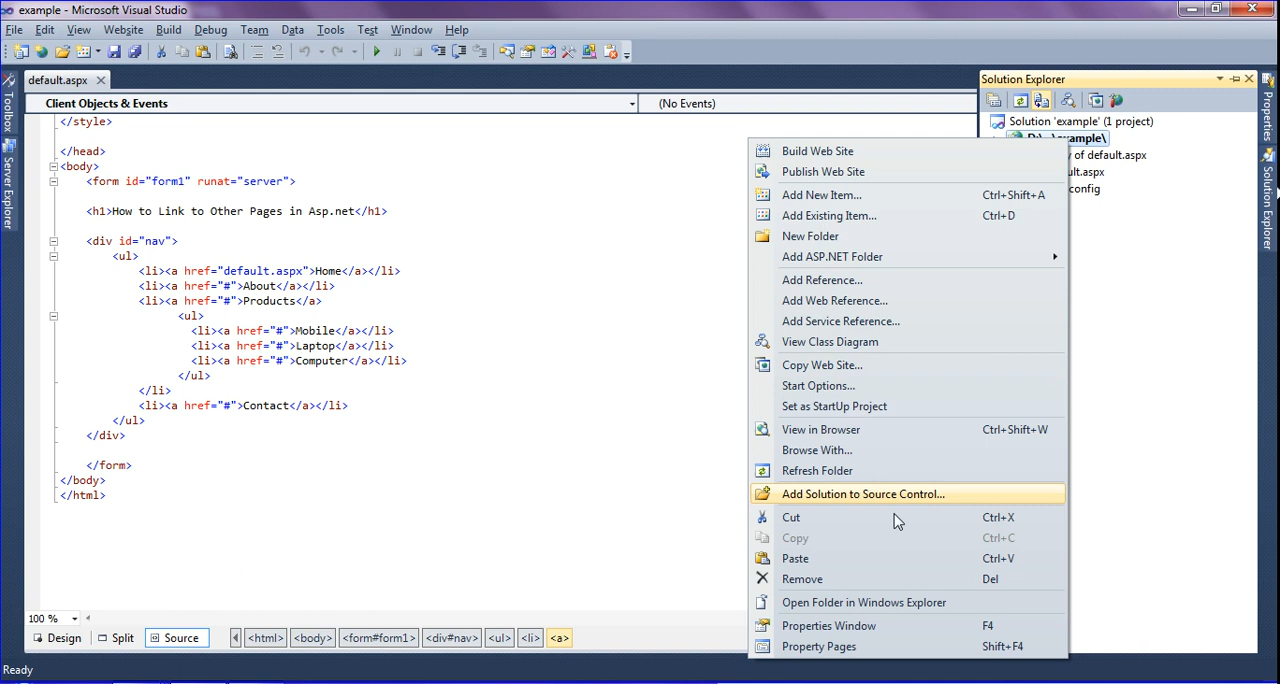 example - Microsoft Visual Studio
File Edit View Website Build Debug Team Data Tools Test Window Help
default.aspx
Client Objects & Events
(No Events)
Toolbox
Server Explorer
</style>
</head>
<body>
<form id="form1" runat="server">
<h1>How to Link to Other Pages in Asp.net</h1>
<div id="nav">
<ul>
<li><a href="default.aspx">Home</a></li>
<li><a href="#">About</a></li>
<li><a href="#">Products</a>
<ul>
<li><a href="#">Mobile</a></li>
<li><a href="#">Laptop</a></li>
<li><a href="#">Computer</a></li>
</ul>
</li>
<li><a href="#">Contact</a></li>
</ul>
</div>
</form>
</body>
</html>
100 %
Design Split Source <html> <body> <form#form1> <div#nav> <ul> <li> <a>
Ready
Build Web Site
Publish Web Site
Add New Item... Ctrl+Shift+A
Add Existing Item... Ctrl+D
New Folder
Add ASP.NET Folder
Add Reference...
Add Web Reference...
Add Service Reference...
View Class Diagram
Copy Web Site...
Start Options...
Set as StartUp Project
View in Browser Ctrl+Shift+W
Browse With...
Refresh Folder
Add Solution to Source Control...
Cut Ctrl+X
Copy Ctrl+C
Paste Ctrl+V
Remove Del
Open Folder in Windows Explorer
Properties Window F4
Property Pages Shift+F4
Solution Explorer
Solution 'example' (1 project)
D:\...\example\
y of default.aspx
ult.aspx
config
Properties
Solution Explorer